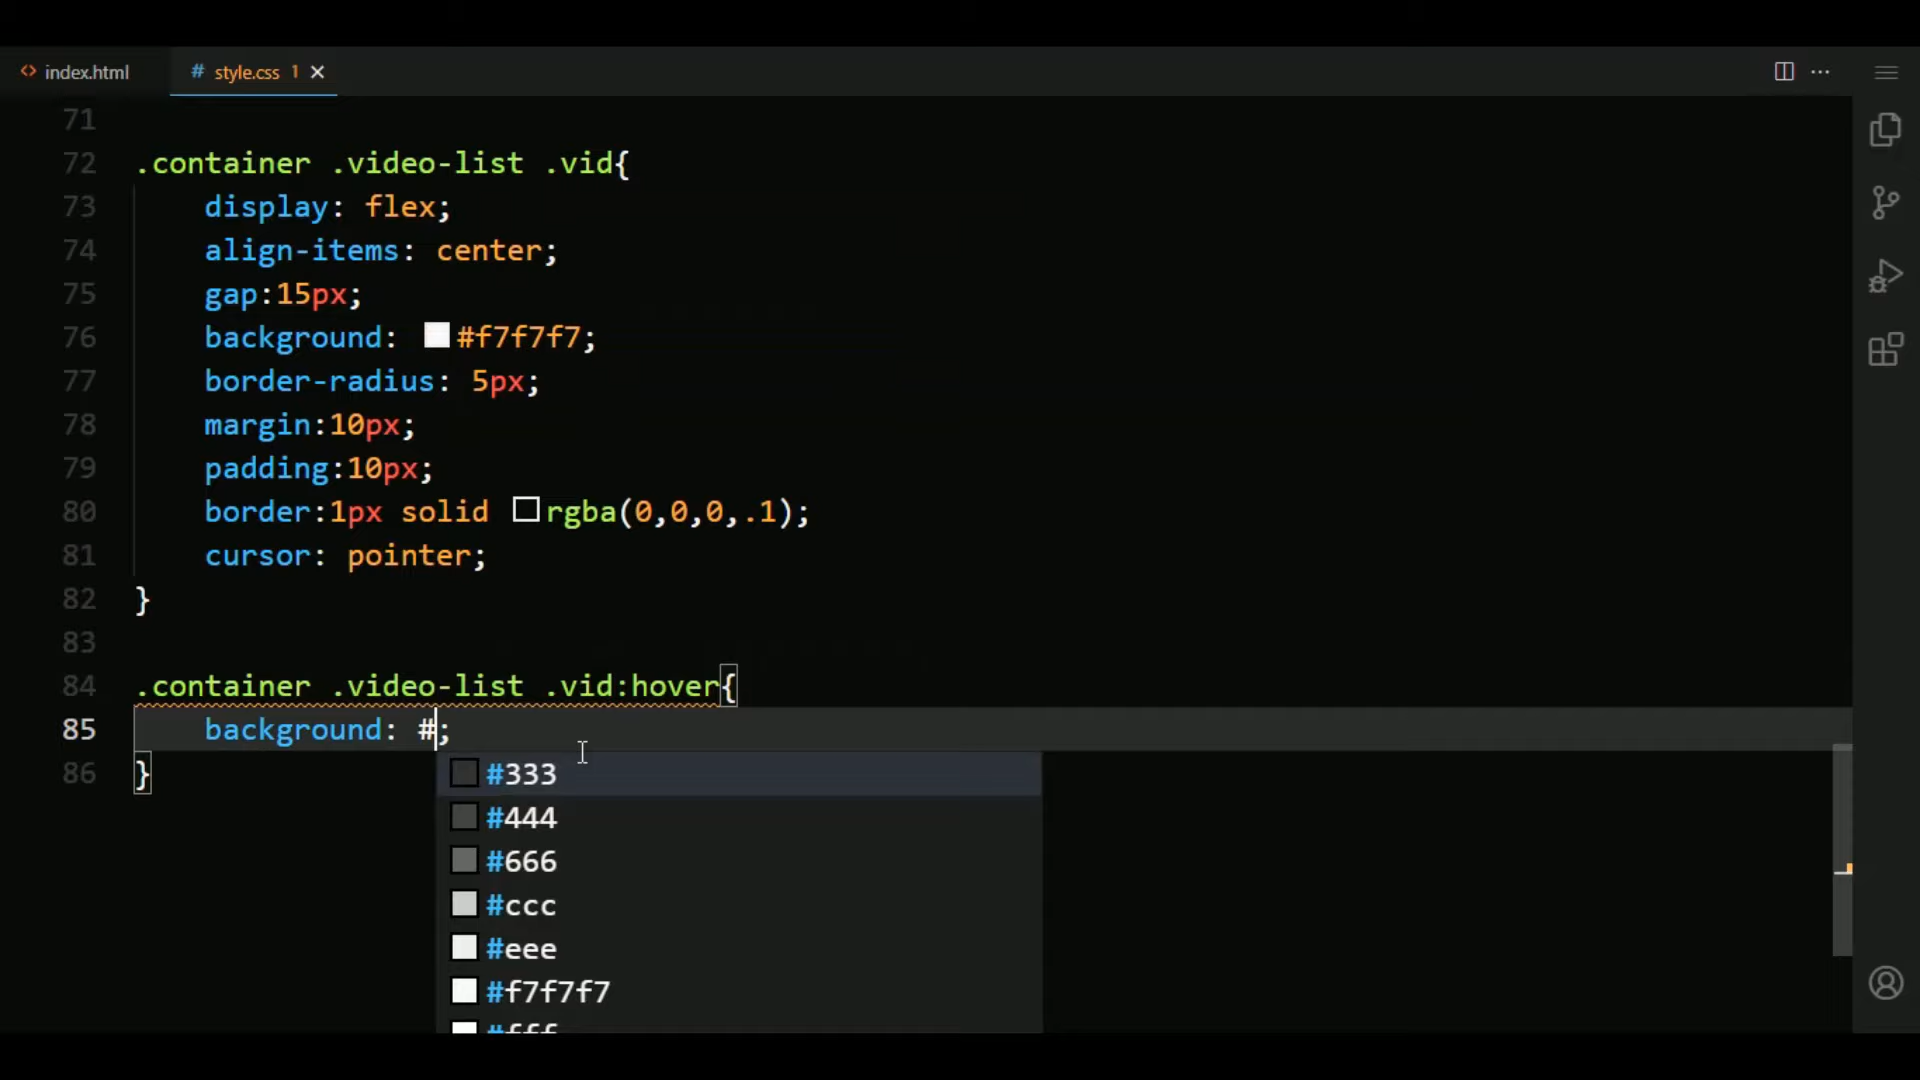 index.html
# style.css 1
71
72 .container .video-list .vid{
73 display: flex;
74 align-items: center;
75 gap:15px;
76 background: #f7f7f7;
77 border-radius: 5px;
78 margin:10px;
79 padding:10px;
80 border:1px solid rgba(0,0,0,.1);
81 cursor: pointer;
82 }
83
84 .container .video-list .vid:hover{
85 background: #;
86 }
#333
#444
#666
#ccc
#eee
#f7f7f7
#fff